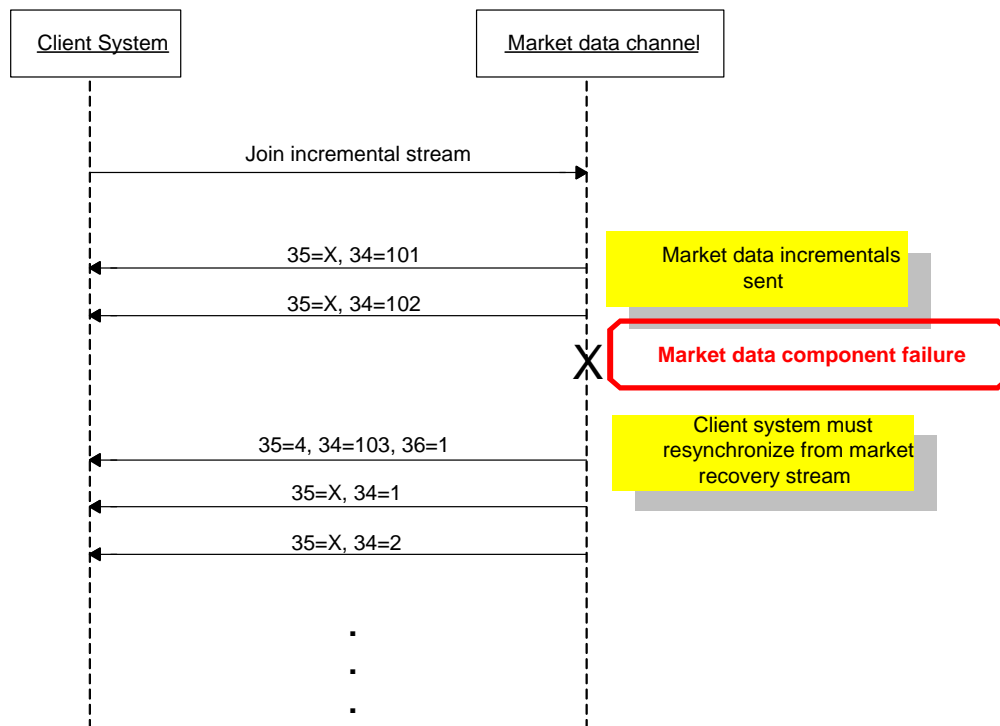 Client System
Market data channel
Join incremental stream
35=X, 34=101
Market data incrementals
sent
35=X, 34=102
X
Market data component failure
Client system must
resynchronize from market
recovery stream
35=4, 34=103, 36=1
35=X, 34=1
35=X, 34=2
.
.
.